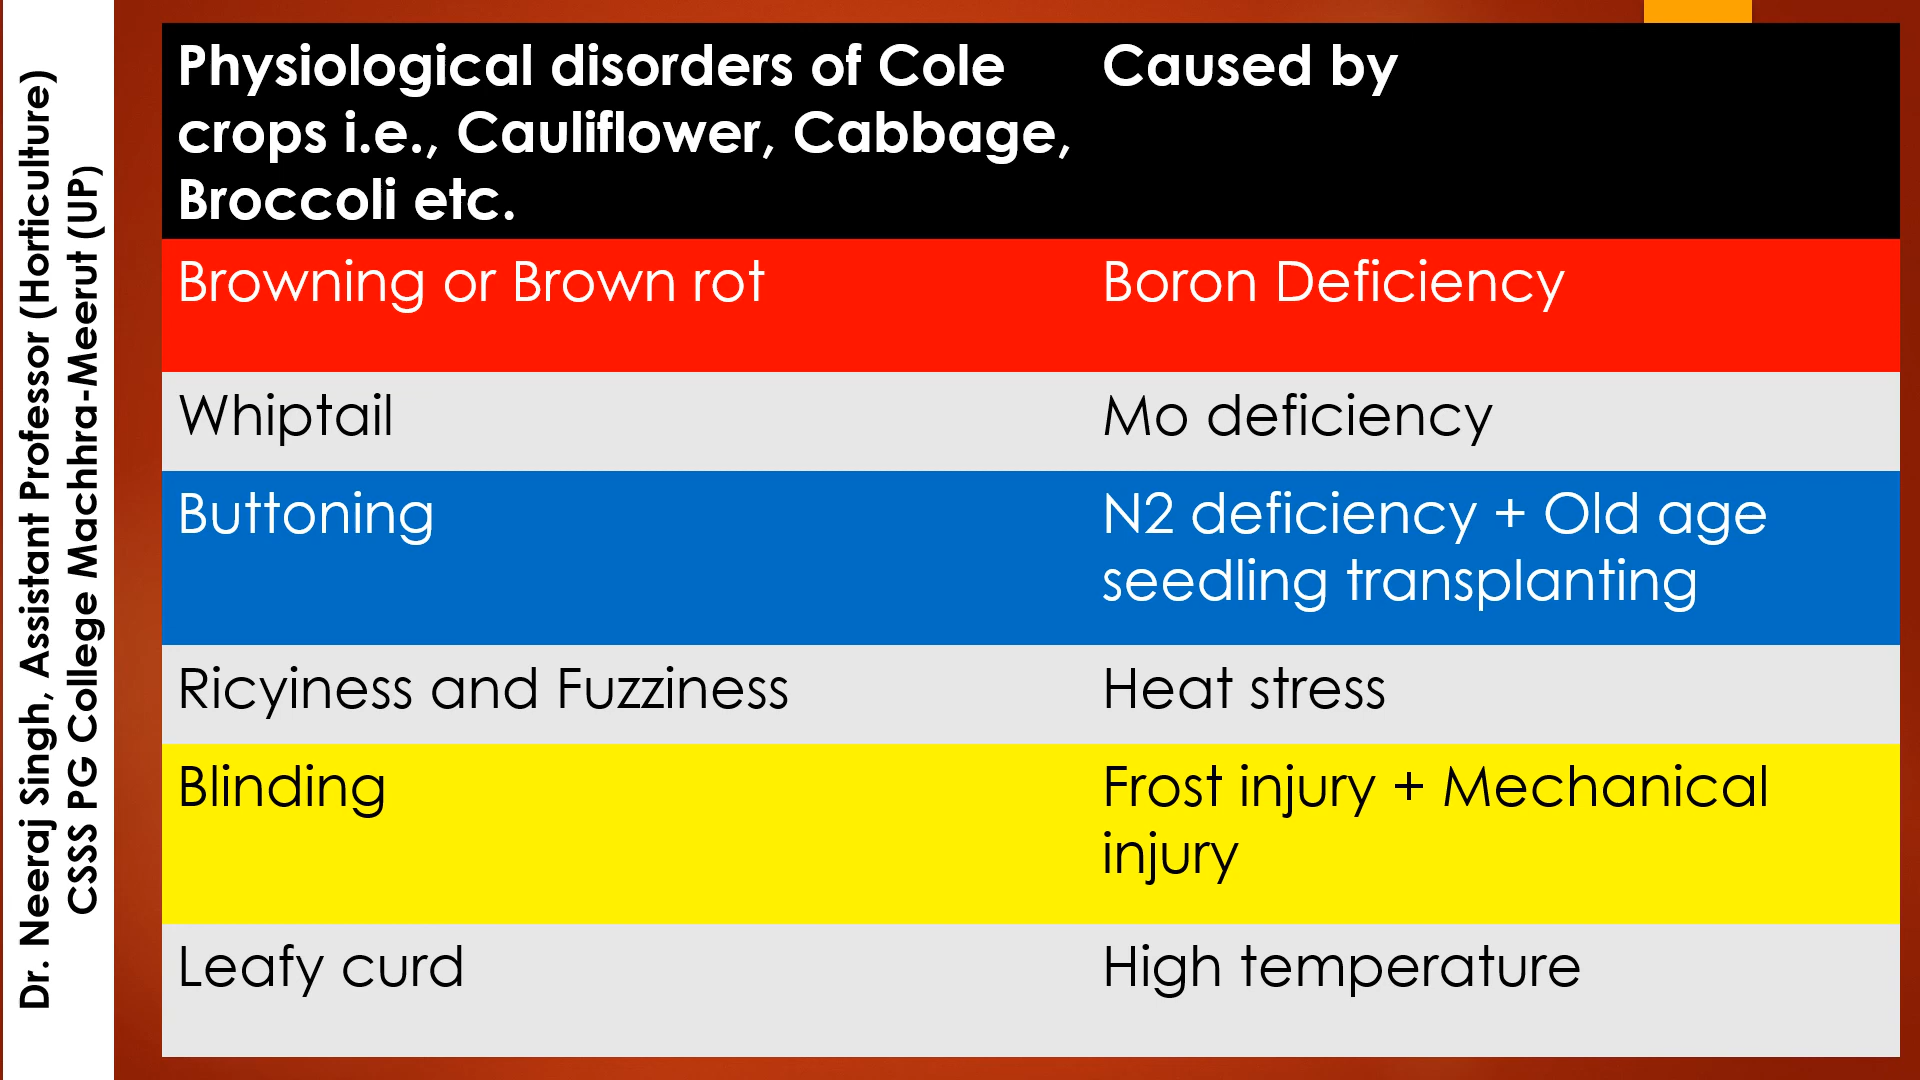 Dr. Neeraj Singh, Assistant Professor (Horticulture)
CSSS PG College Machhra-Meerut (UP)
Physiological disorders of Cole
crops i.e., Cauliflower, Cabbage,
Broccoli etc.
Caused by
Browning or Brown rot
Boron Deficiency
Whiptail
Mo deficiency
Buttoning
N2 deficiency + Old age
seedling transplanting
Ricyiness and Fuzziness
Heat stress
Blinding
Frost injury + Mechanical
injury
Leafy curd
High temperature